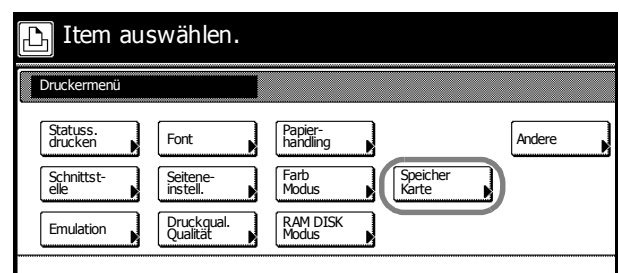 Item auswählen.
Druckermenü
Statuss.
drucken
Font
Papier-
handling
Andere
Schnittst-
elle
Seitene-
instell.
Farb
Modus
Speicher
Karte
Emulation
Druckqual.
Qualität
RAM DISK
Modus